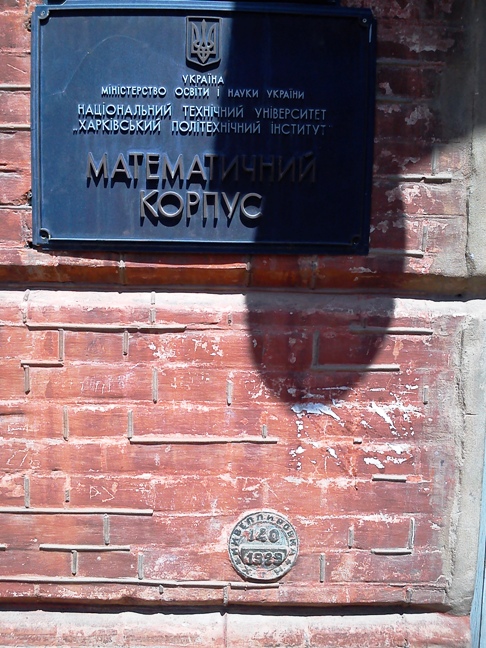 УКРАЇНА
МІНІСТЕРСТВО ОСВІТИ І НАУКИ УКРАЇНИ
НАЦІОНАЛЬНИЙ ТЕХНІЧНИЙ УНІВЕРСИТЕТ
„ХАРКІВСЬКИЙ ПОЛІТЕХНІЧНИЙ ІНСТИТУТ"
МАТЕМАТИЧНИЙ
КОРПУС
140
1929